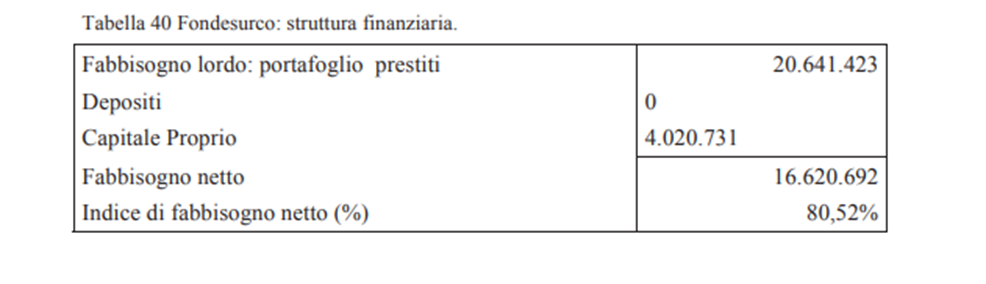 Tabella 40 Fondesurco: struttura finanziaria.
Fabbisogno lordo: portafoglio prestiti 20.641.423
Depositi 0
Capitale Proprio 4.020.731
Fabbisogno netto 16.620.692
Indice di fabbisogno netto (%) 80,52%